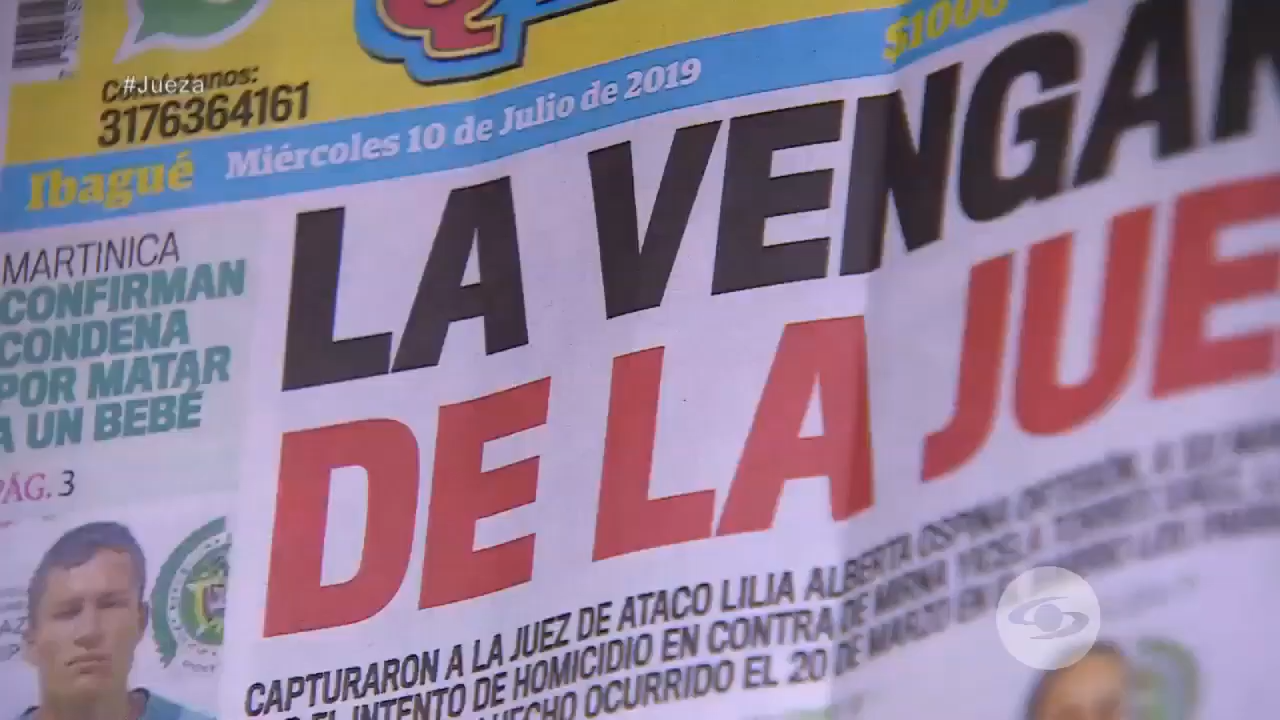 $1000
#Jueza
Contáctanos:
3176364161
Ibagué Miércoles 10 de Julio de 2019
LA VENGAN
DE LA JUE
MARTINICA
CONFIRMAN
CONDENA
POR MATAR
A UN BEBÉ
PÁG. 3
CAPTURARON A LA JUEZ DE ATACO LILIA ALBERTA OSPINA
EL INTENTO DE HOMICIDIO EN CONTRA DE MIRNA
HECHO OCURRIDO EL 20 DE MARZO EN